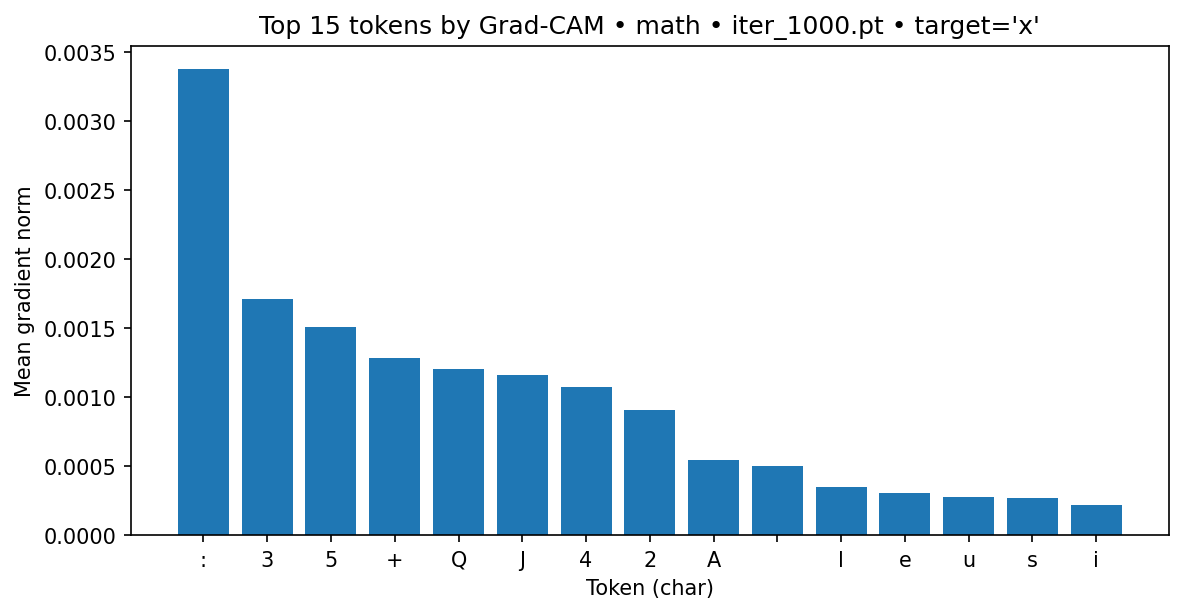 Top 15 tokens by Grad-CAM • math • iter_1000.pt • target='x'
Mean gradient norm
0.0035
0.0030
0.0025
0.0020
0.0015
0.0010
0.0005
0.0000
: 3 5 + Q J 4 2 A I e u s i
Token (char)